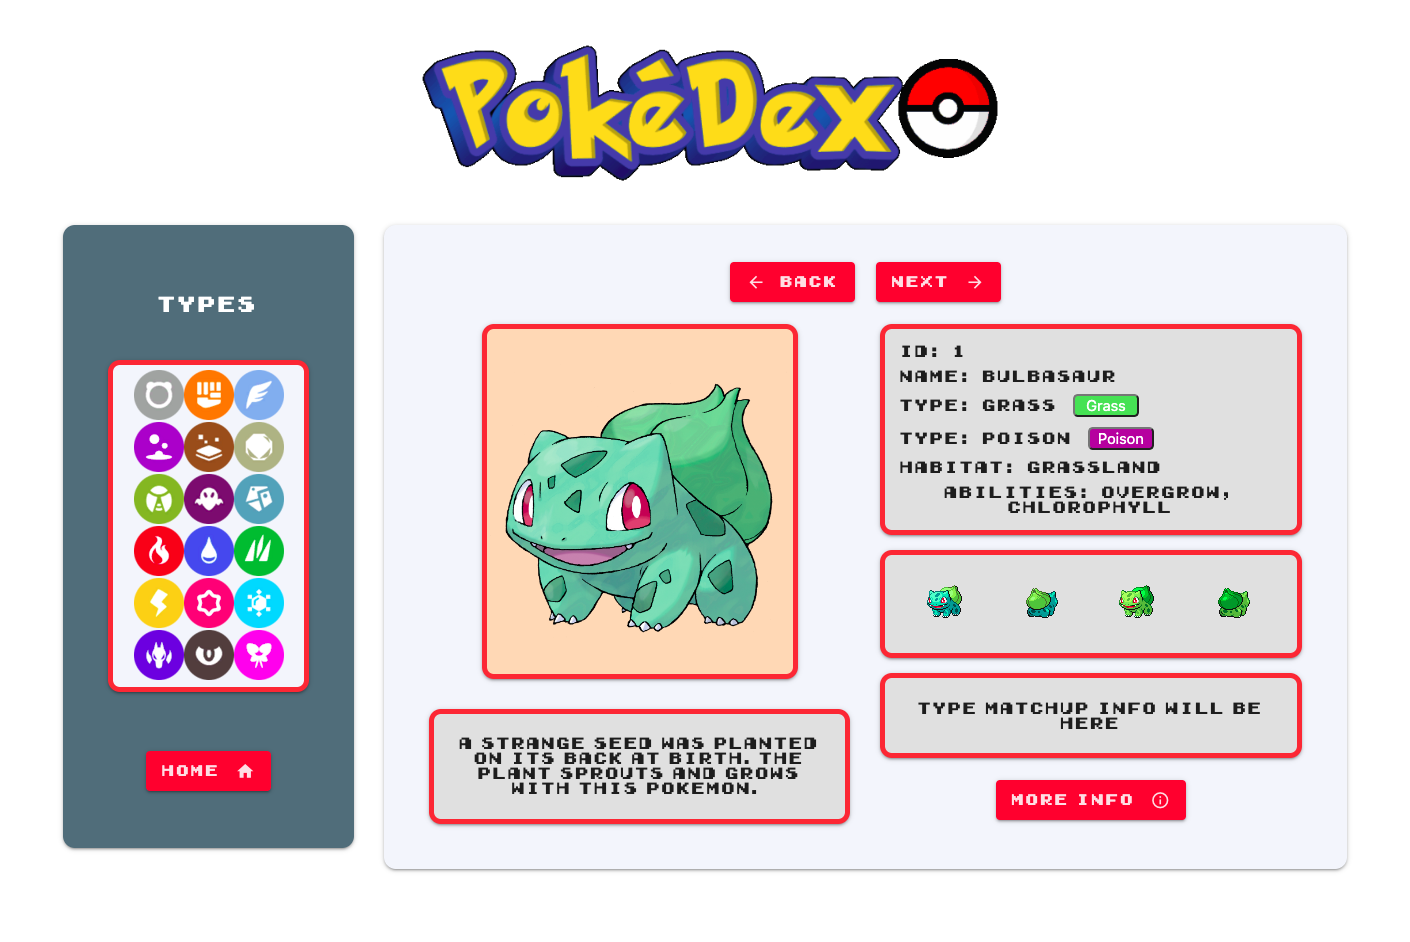 PokéDex
TYPES
HOME
BACK
NEXT
ID: 1
NAME: BULBASAUR
TYPE: GRASS Grass
TYPE: POISON Poison
HABITAT: GRASSLAND
ABILITIES: OVERGROW,
CHLOROPHYLL
TYPE MATCHUP INFO WILL BE
HERE
MORE INFO
A STRANGE SEED WAS PLANTED
ON ITS BACK AT BIRTH. THE
PLANT SPROUTS AND GROWS
WITH THIS POKEMON.